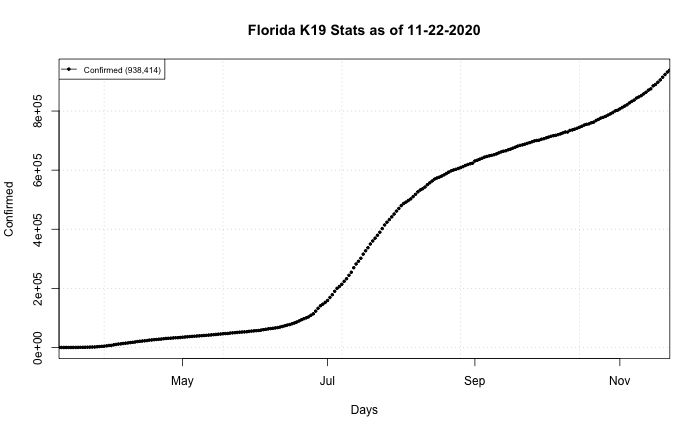 Florida K19 Stats as of 11-22-2020
Confirmed (938,414)
Confirmed
8e+05
6e+05
4e+05
2e+05
0e+00
May Jul Sep Nov
Days